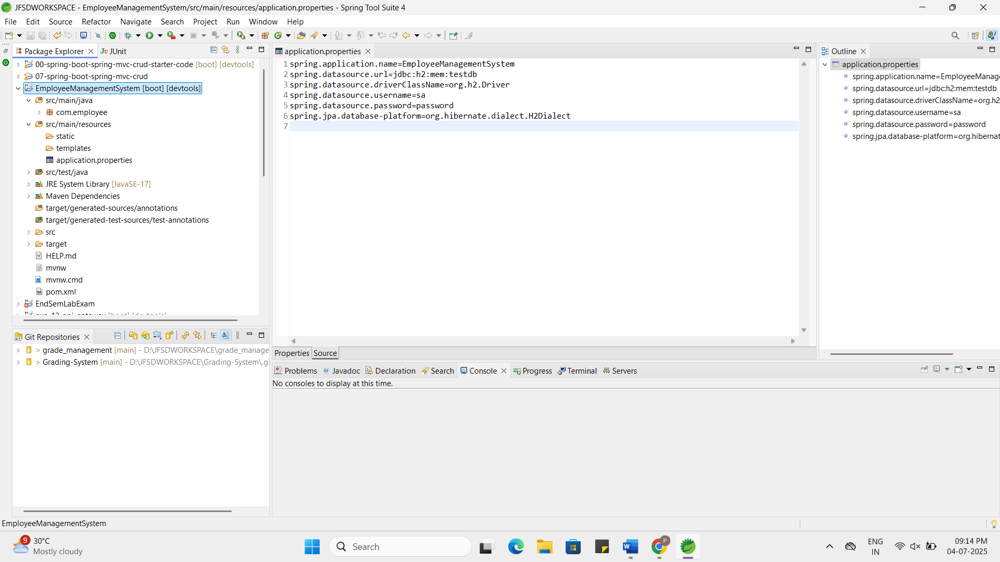 JFSDWORKSPACE - EmployeeManagementSystem/src/main/resources/application.properties - Spring Tool Suite 4
File Edit Source Refactor Navigate Search Project Run Window Help
Package Explorer
JUnit
00-spring-boot-spring-mvc-crud-starter-code [boot] [devtools]
07-spring-boot-spring-mvc-crud
EmployeeManagementSystem [boot] [devtools]
src/main/java
com.employee
src/main/resources
static
templates
application.properties
src/test/java
JRE System Library [JavaSE-17]
Maven Dependencies
target/generated-sources/annotations
target/generated-test-sources/test-annotations
src
target
HELP.md
mvnw
mvnw.cmd
pom.xml
EndSemLabExam
Git Repositories
> grade_management [main] - D:\JFSDWORKSPACE\grade_manage
> Grading-System [main] - D:\JFSDWORKSPACE\Grading-System\.gi
application.properties
1 spring.application.name=EmployeeManagementSystem
2 spring.datasource.url=jdbc:h2:mem:testdb
3 spring.datasource.driverClassName=org.h2.Driver
4 spring.datasource.username=sa
5 spring.datasource.password=password
6 spring.jpa.database-platform=org.hibernate.dialect.H2Dialect
7
Properties Source
Problems Javadoc Declaration Search Console Progress Terminal Servers
No consoles to display at this time.
Outline
application.properties
spring.application.name=EmployeeManage
spring.datasource.url=jdbc:h2:mem:testdb
spring.datasource.driverClassName=org.h2
spring.datasource.username=sa
spring.datasource.password=password
spring.jpa.database-platform=org.hibernat
EmployeeManagementSystem
9
30°C
Mostly cloudy
Search
P
ENG
IN
09:14 PM
04-07-2025